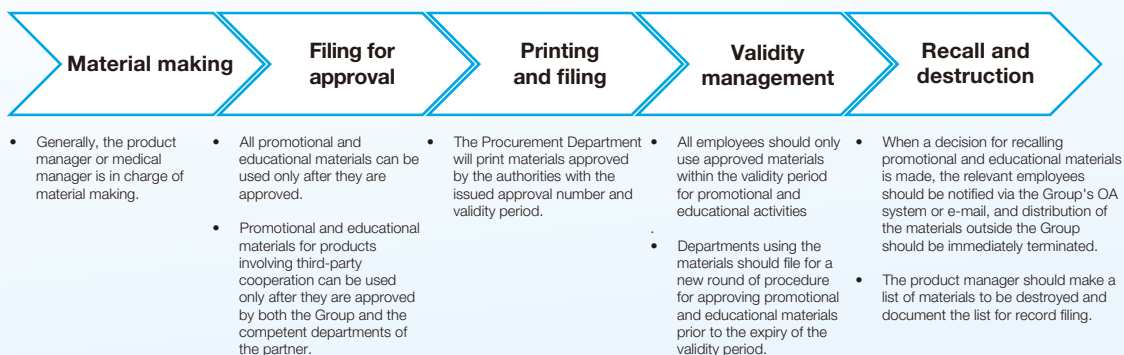 Material making
Filing for
approval
Printing
and filing
Validity
management
Recall and
destruction
• Generally, the product
manager or medical
manager is in charge of
material making.
• All promotional and
educational materials can be
used only after they are
approved.
• Promotional and educational
materials for products
involving third-party
cooperation can be used
only after they are approved
by both the Group and the
competent departments of
the partner.
• The Procurement Department
will print materials approved
by the authorities with the
issued approval number and
validity period.
• All employees should only
use approved materials
within the validity period
for promotional and
educational activities
.
• Departments using the
materials should file for a
new round of procedure
for approving promotional
and educational materials
prior to the expiry of the
validity period.
• When a decision for recalling
promotional and educational materials
is made, the relevant employees
should be notified via the Group's OA
system or e-mail, and distribution of
the materials outside the Group
should be immediately terminated.
• The product manager should make a
list of materials to be destroyed and
document the list for record filing.